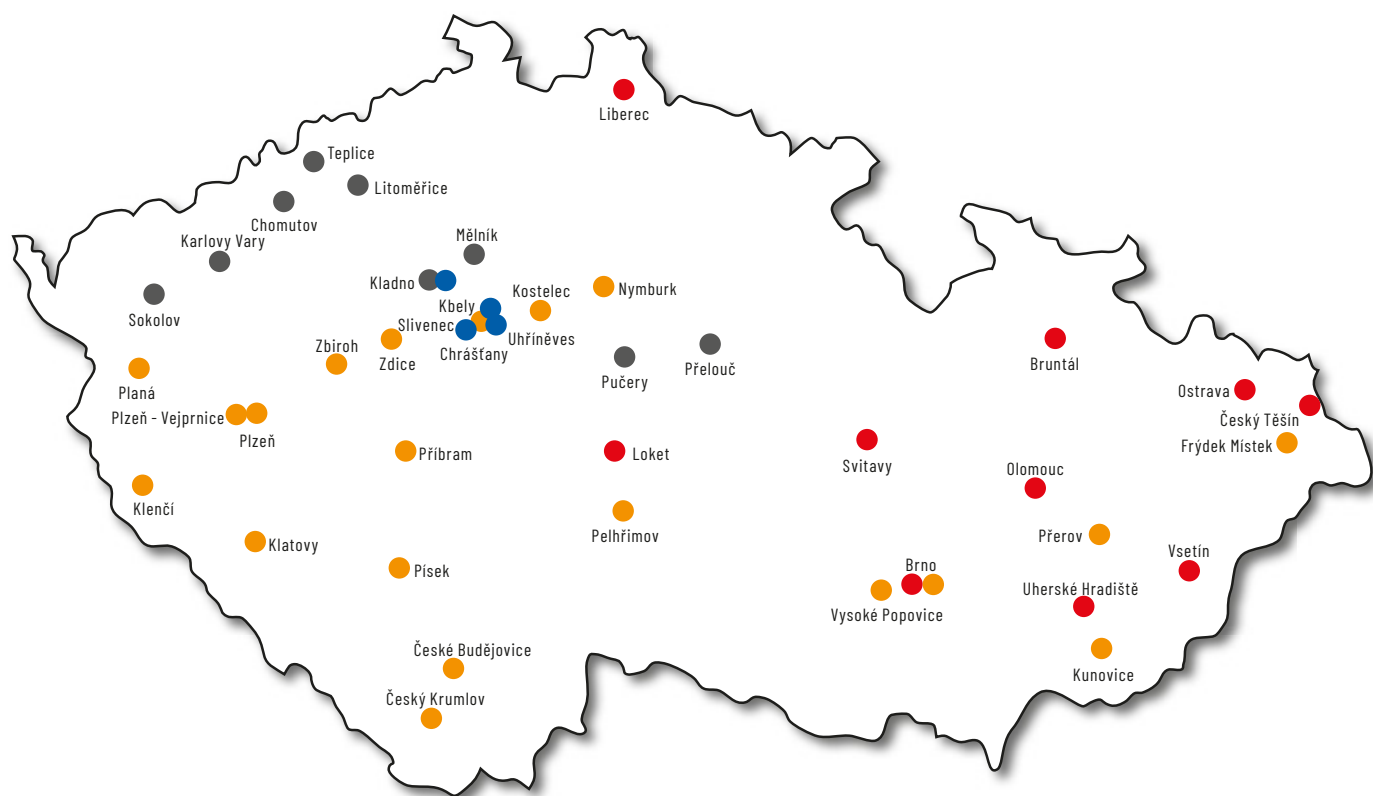 Liberec
Teplice
Litoměřice
Chomutov
Karlovy Vary
Mělník
Kladno
Sokolov
Kbely
Kostelec
Nymburk
Slivenec
Uhříněves
Chrášťany
Zbiroh
Zdice
Pučery
Přelouč
Bruntál
Planá
Plzeň - Vejprnice
Plzeň
Ostrava
Český Těšín
Frýdek Místek
Příbram
Loket
Svitavy
Olomouc
Klenčí
Klatovy
Pelhřimov
Přerov
Písek
Brno
Vsetín
Vysoké Popovice
Uherské Hradiště
České Budějovice
Kunovice
Český Krumlov